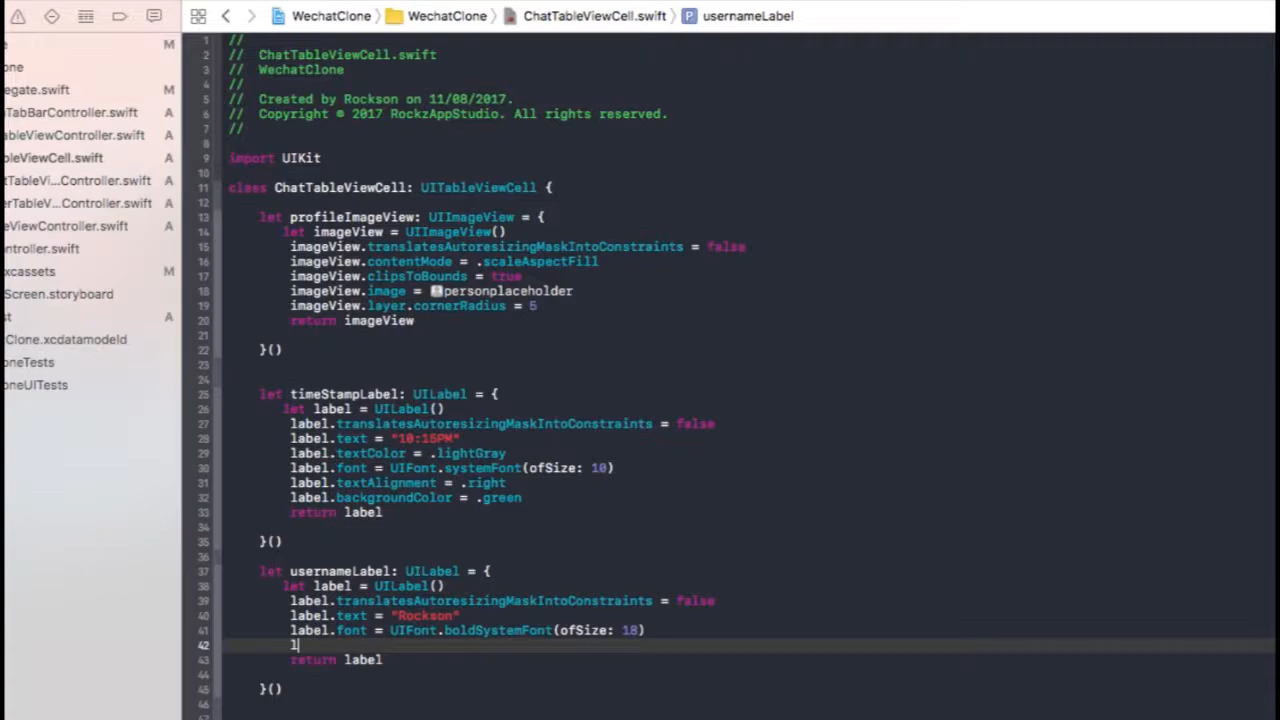 WechatClone WechatClone ChatTableViewCell.swift P usernameLabel
e M
one
egate.swift M
aTabBarController.swift A
ableViewController.swift A
bleViewCell.swift A
tTableVi...Controller.swift A
erTableV...Controller.swift A
leViewController.swift A
ontroller.swift
xcassets M
Screen.storyboard
st A
Clone.xcdatamodeld
oneTests
oneUITests
1 //
2 // ChatTableViewCell.swift
3 // WechatClone
4 //
5 // Created by Rockson on 11/08/2017.
6 // Copyright © 2017 RockzAppStudio. All rights reserved.
7 //
8
9 import UIKit
10
11 class ChatTableViewCell: UITableViewCell {
12
13 let profileImageView: UIImageView = {
14 let imageView = UIImageView()
15 imageView.translatesAutoresizingMaskIntoConstraints = false
16 imageView.contentMode = .scaleAspectFill
17 imageView.clipsToBounds = true
18 imageView.image = personplaceholder
19 imageView.layer.cornerRadius = 5
20 return imageView
21
22 }()
23
24
25 let timeStampLabel: UILabel = {
26 let label = UILabel()
27 label.translatesAutoresizingMaskIntoConstraints = false
28 label.text = "10:15PM"
29 label.textColor = .lightGray
30 label.font = UIFont.systemFont(ofSize: 10)
31 label.textAlignment = .right
32 label.backgroundColor = .green
33 return label
34
35 }()
36
37 let usernameLabel: UILabel = {
38 let label = UILabel()
39 label.translatesAutoresizingMaskIntoConstraints = false
40 label.text = "Rockson"
41 label.font = UIFont.boldSystemFont(ofSize: 18)
42 l
43 return label
44
45 }()
46